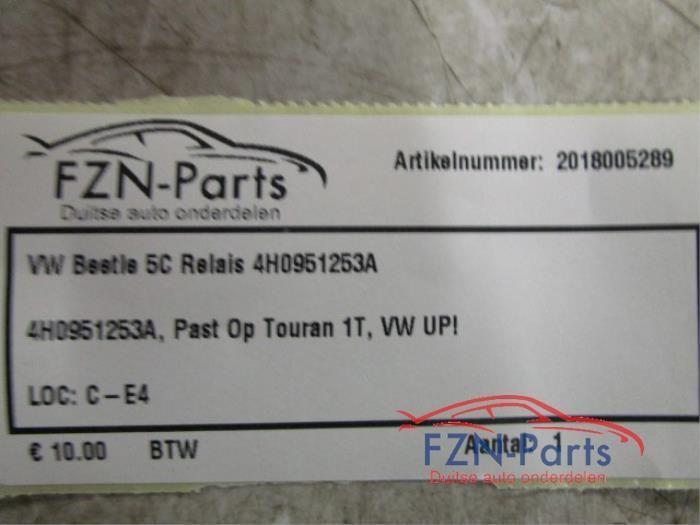 FZN-Parts
Duitse auto onderdelen
Artikelnummer: 2018005289
VW Beetle 5C Relais 4H0951253A
4H0951253A, Past Op Touran 1T, VW UP!
LOC: C-E4
€ 10.00 BTW Aantal: 1
FZN-Parts
Duitse auto onderdelen